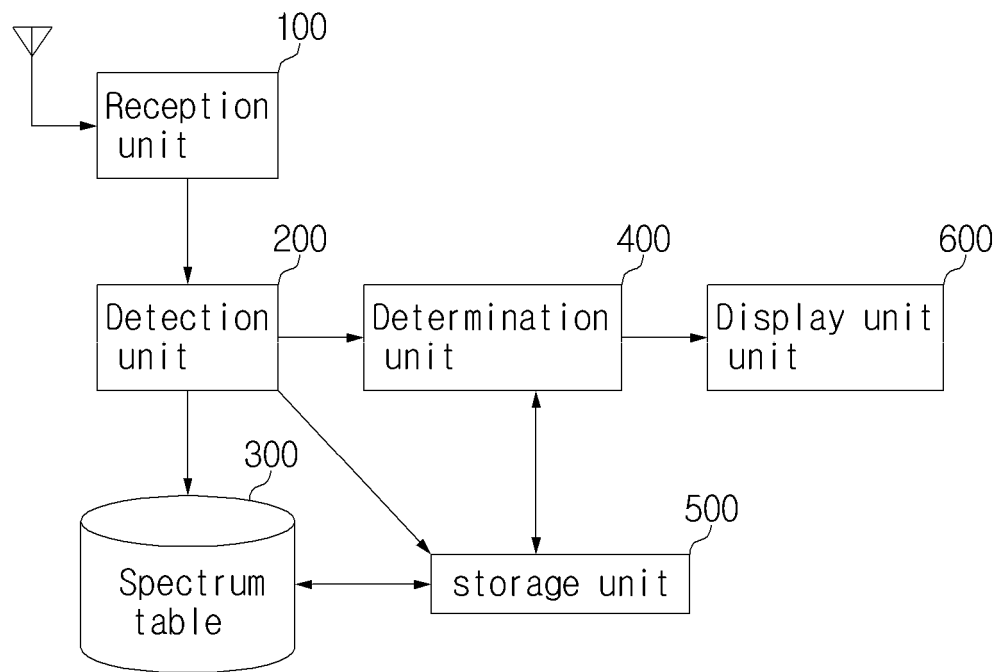 100
Reception
unit
200
Detection
unit
400
Determination
unit
600
Display unit
unit
300
Spectrum
table
500
storage unit